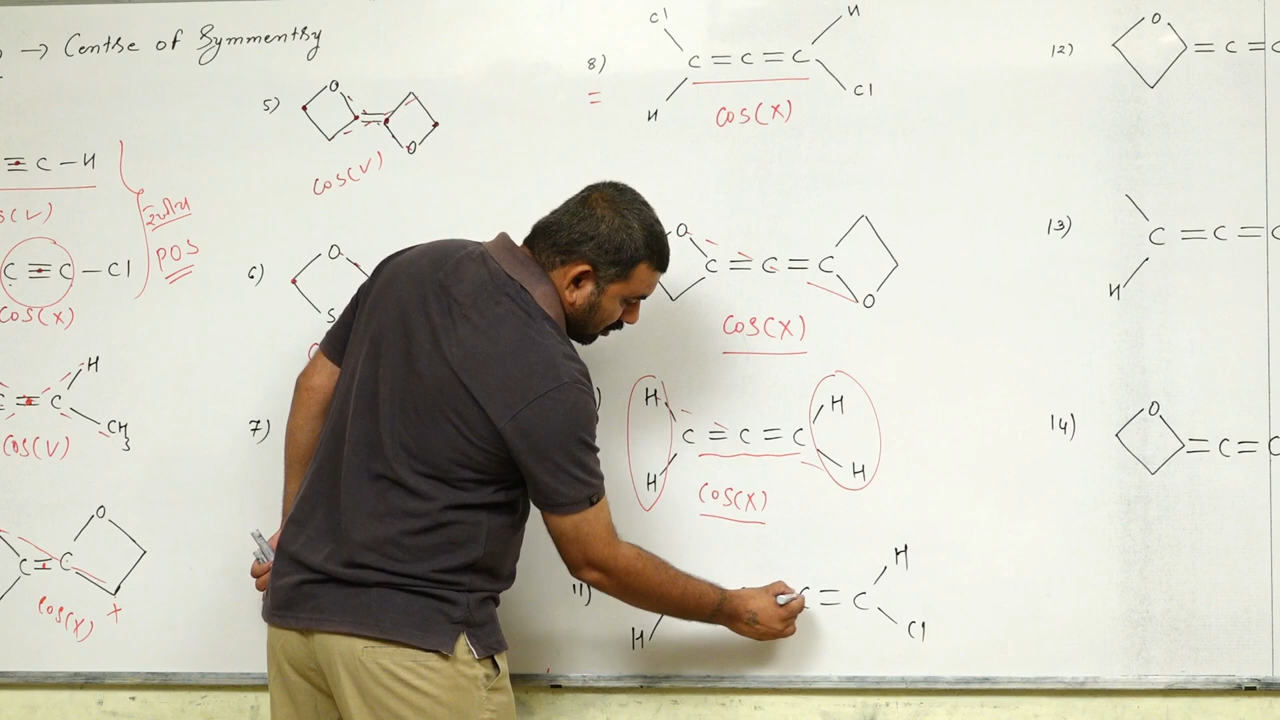 → Centre of Symmentry
≡ C - H
S(V)
POS
C ≡ C - Cl
COS(X)
H
= C
CH3
COS(V)
O
C = C
COS(X) X
5)
O
O
COS(V)
6)
O
S
7)
8)
Cl
H
C = C = C
H
Cl
COS(X)
O
C = C = C
O
COS(X)
H
H
C = C = C
H
H
COS(X)
11)
H
C = C
H
Cl
12)
O
= C = C
13)
C = C = C
H
14)
O
= C = C